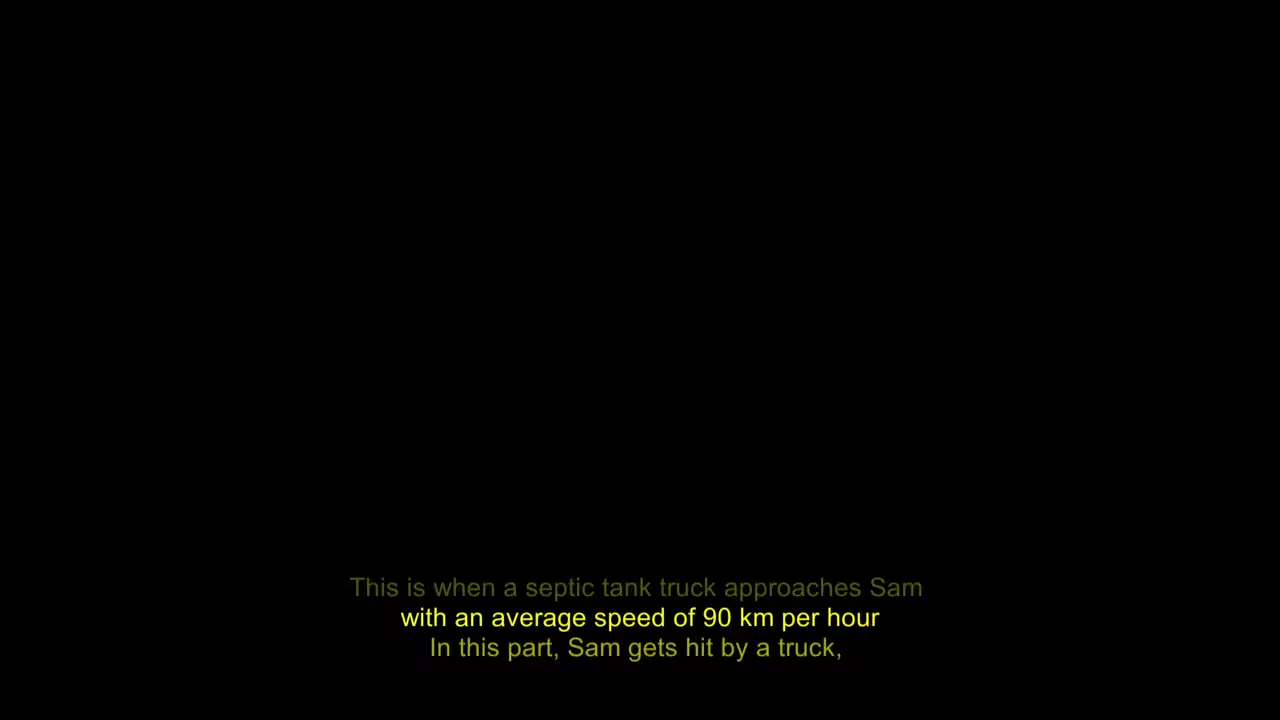 This is when a septic tank truck approaches Sam
with an average speed of 90 km per hour
In this part, Sam gets hit by a truck,